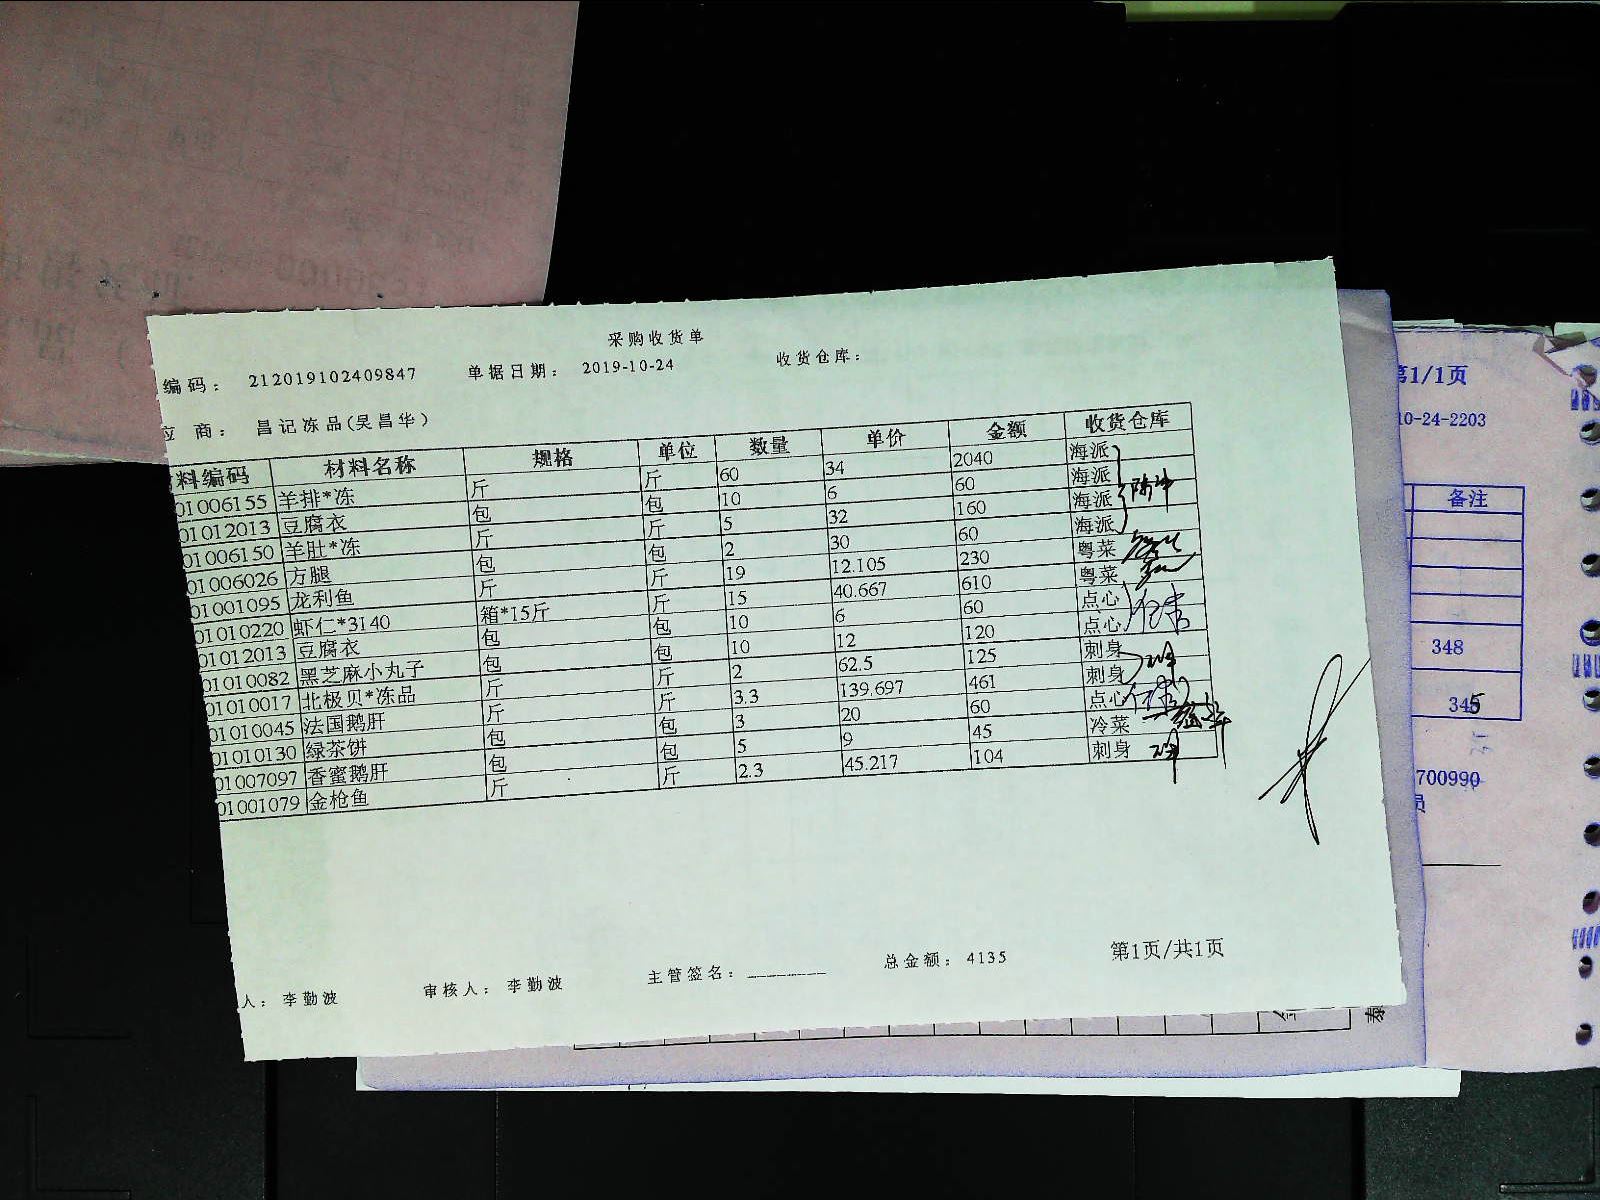 采购收货单
编码： 212019102409847 单据日期： 2019-10-24 收货仓库：
应 商： 昌记冻品(吴昌华)
材料编码 材料名称 规格 单位 数量 单价 金额 收货仓库
01006155 羊排*冻 斤 斤 60 34 2040 海派
01012013 豆腐衣 包 包 10 6 60 海派
01006150 羊肚*冻 斤 斤 5 32 160 海派
01006026 方腿 包 包 2 30 60 海派
01001095 龙利鱼 斤 斤 19 12.105 230 粤菜
01010220 虾仁*3140 箱*15斤 斤 15 40.667 610 粤菜
01012013 豆腐衣 包 包 10 6 60 点心
01010082 黑芝麻小丸子 包 包 10 12 120 点心
01010017 北极贝*冻品 斤 斤 2 62.5 125 刺身
01010045 法国鹅肝 斤 斤 3.3 139.697 461 刺身
01010130 绿茶饼 包 包 3 20 60 点心
01007097 香蜜鹅肝 包 包 5 9 45 冷菜
01001079 金枪鱼 斤 斤 2.3 45.217 104 刺身
人： 李勤波 审核人： 李勤波 主管签名： 总金额： 4135 第1页/共1页
第1/1页
10-24-2203
备注
348
345
700990
员